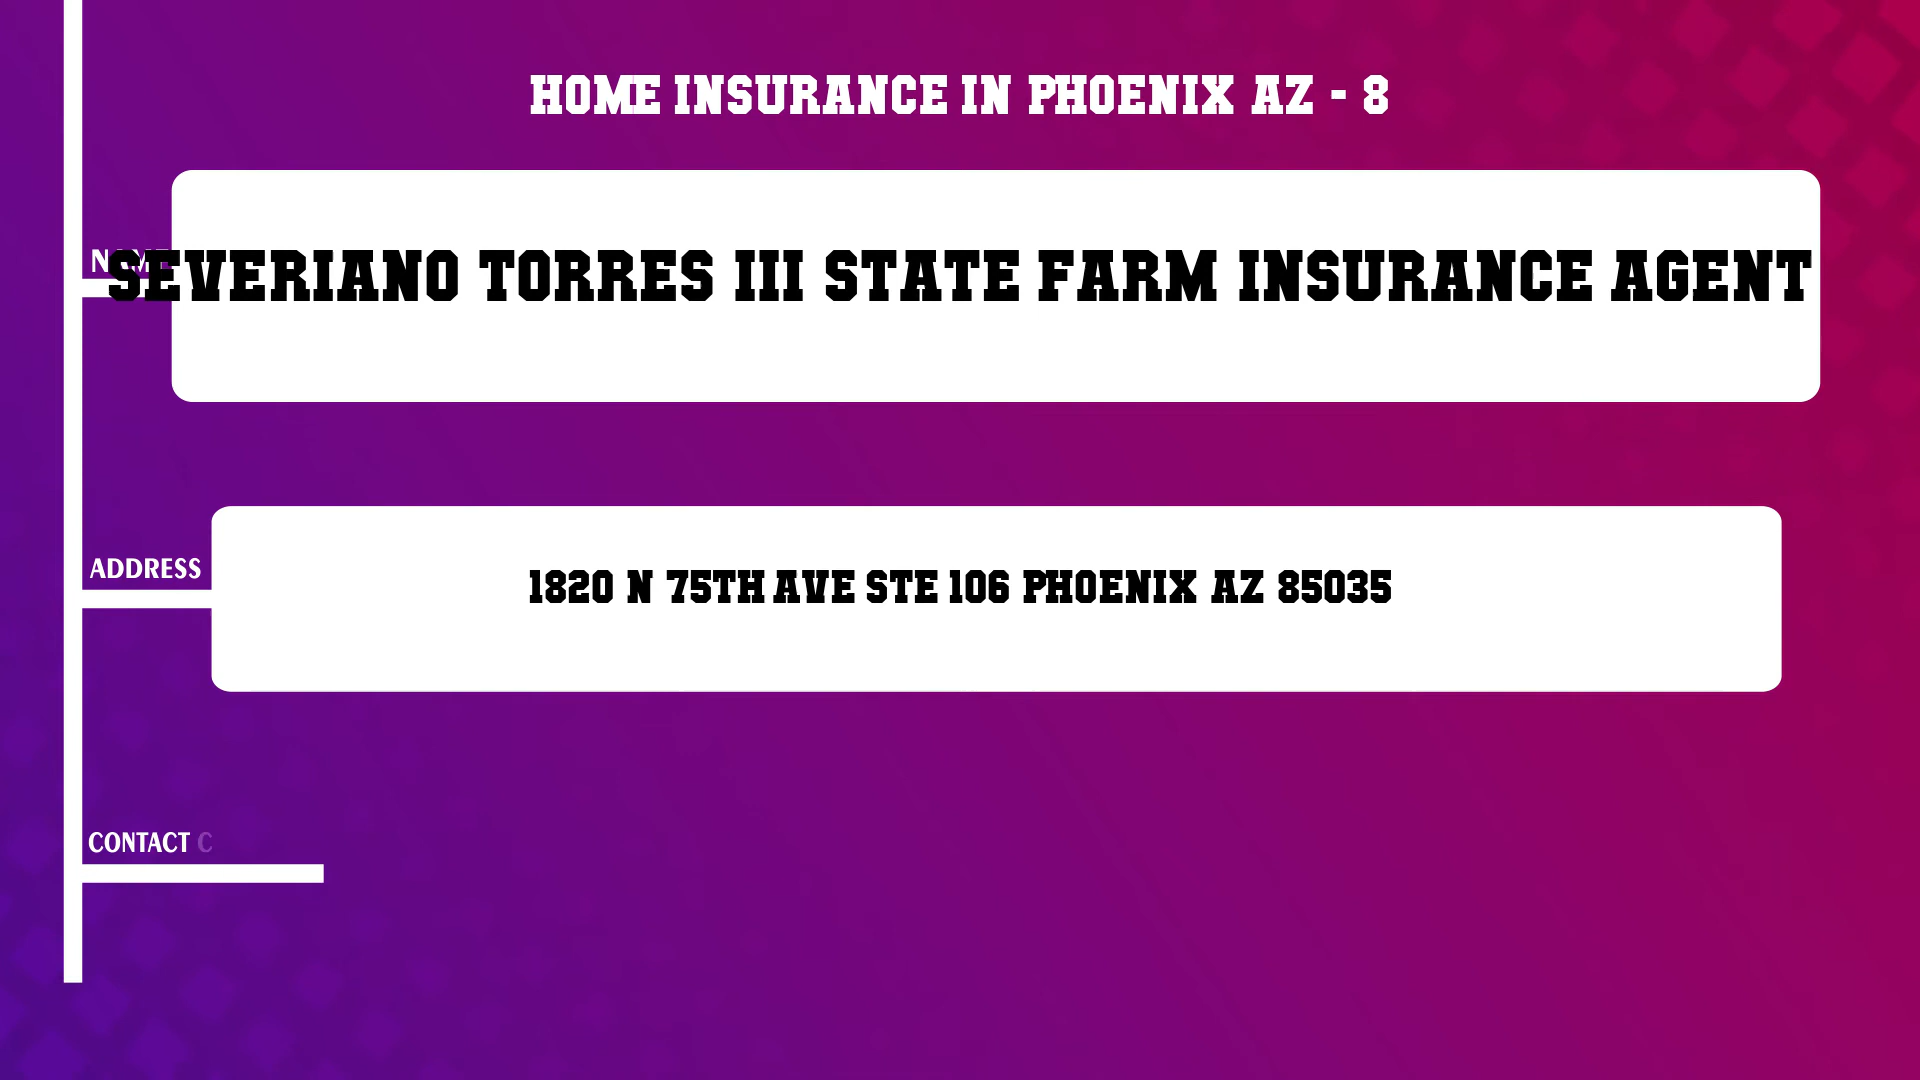 HOME INSURANCE IN PHOENIX AZ - 8
NAME
SEVERIANO TORRES III STATE FARM INSURANCE AGENT
ADDRESS
1820 N 75TH AVE STE 106 PHOENIX AZ 85035
CONTACT C